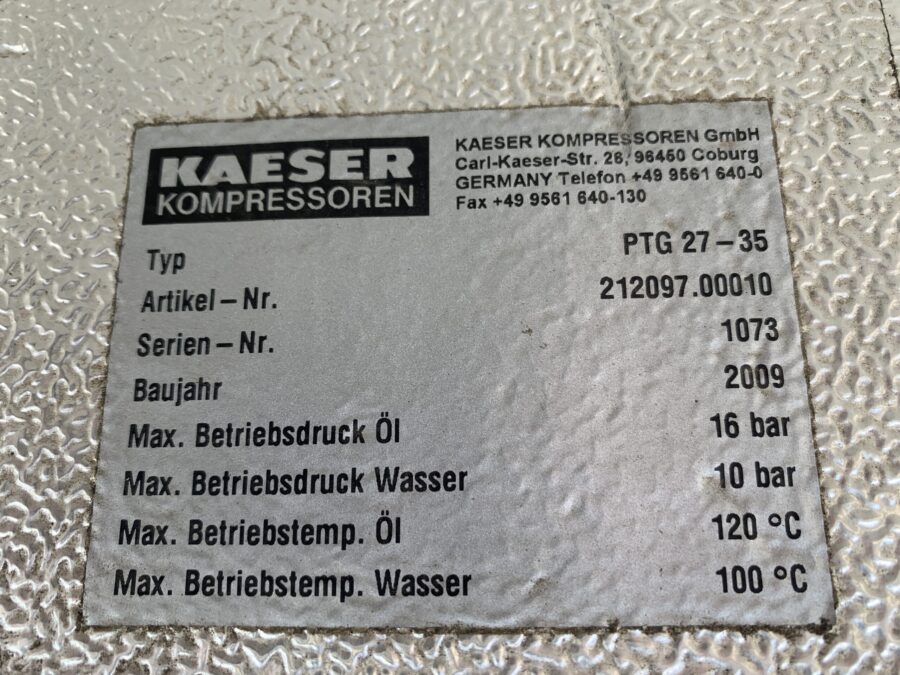 KAESER
KOMPRESSOREN
KAESER KOMPRESSOREN GmbH
Carl-Kaeser-Str. 26, 96450 Coburg
GERMANY Telefon +49 9561 640-0
Fax +49 9561 640-130
Typ PTG 27 – 35
Artikel – Nr. 212097.00010
Serien – Nr. 1073
Baujahr 2009
Max. Betriebsdruck Öl 16 bar
Max. Betriebsdruck Wasser 10 bar
Max. Betriebstemp. Öl 120 °C
Max. Betriebstemp. Wasser 100 °C